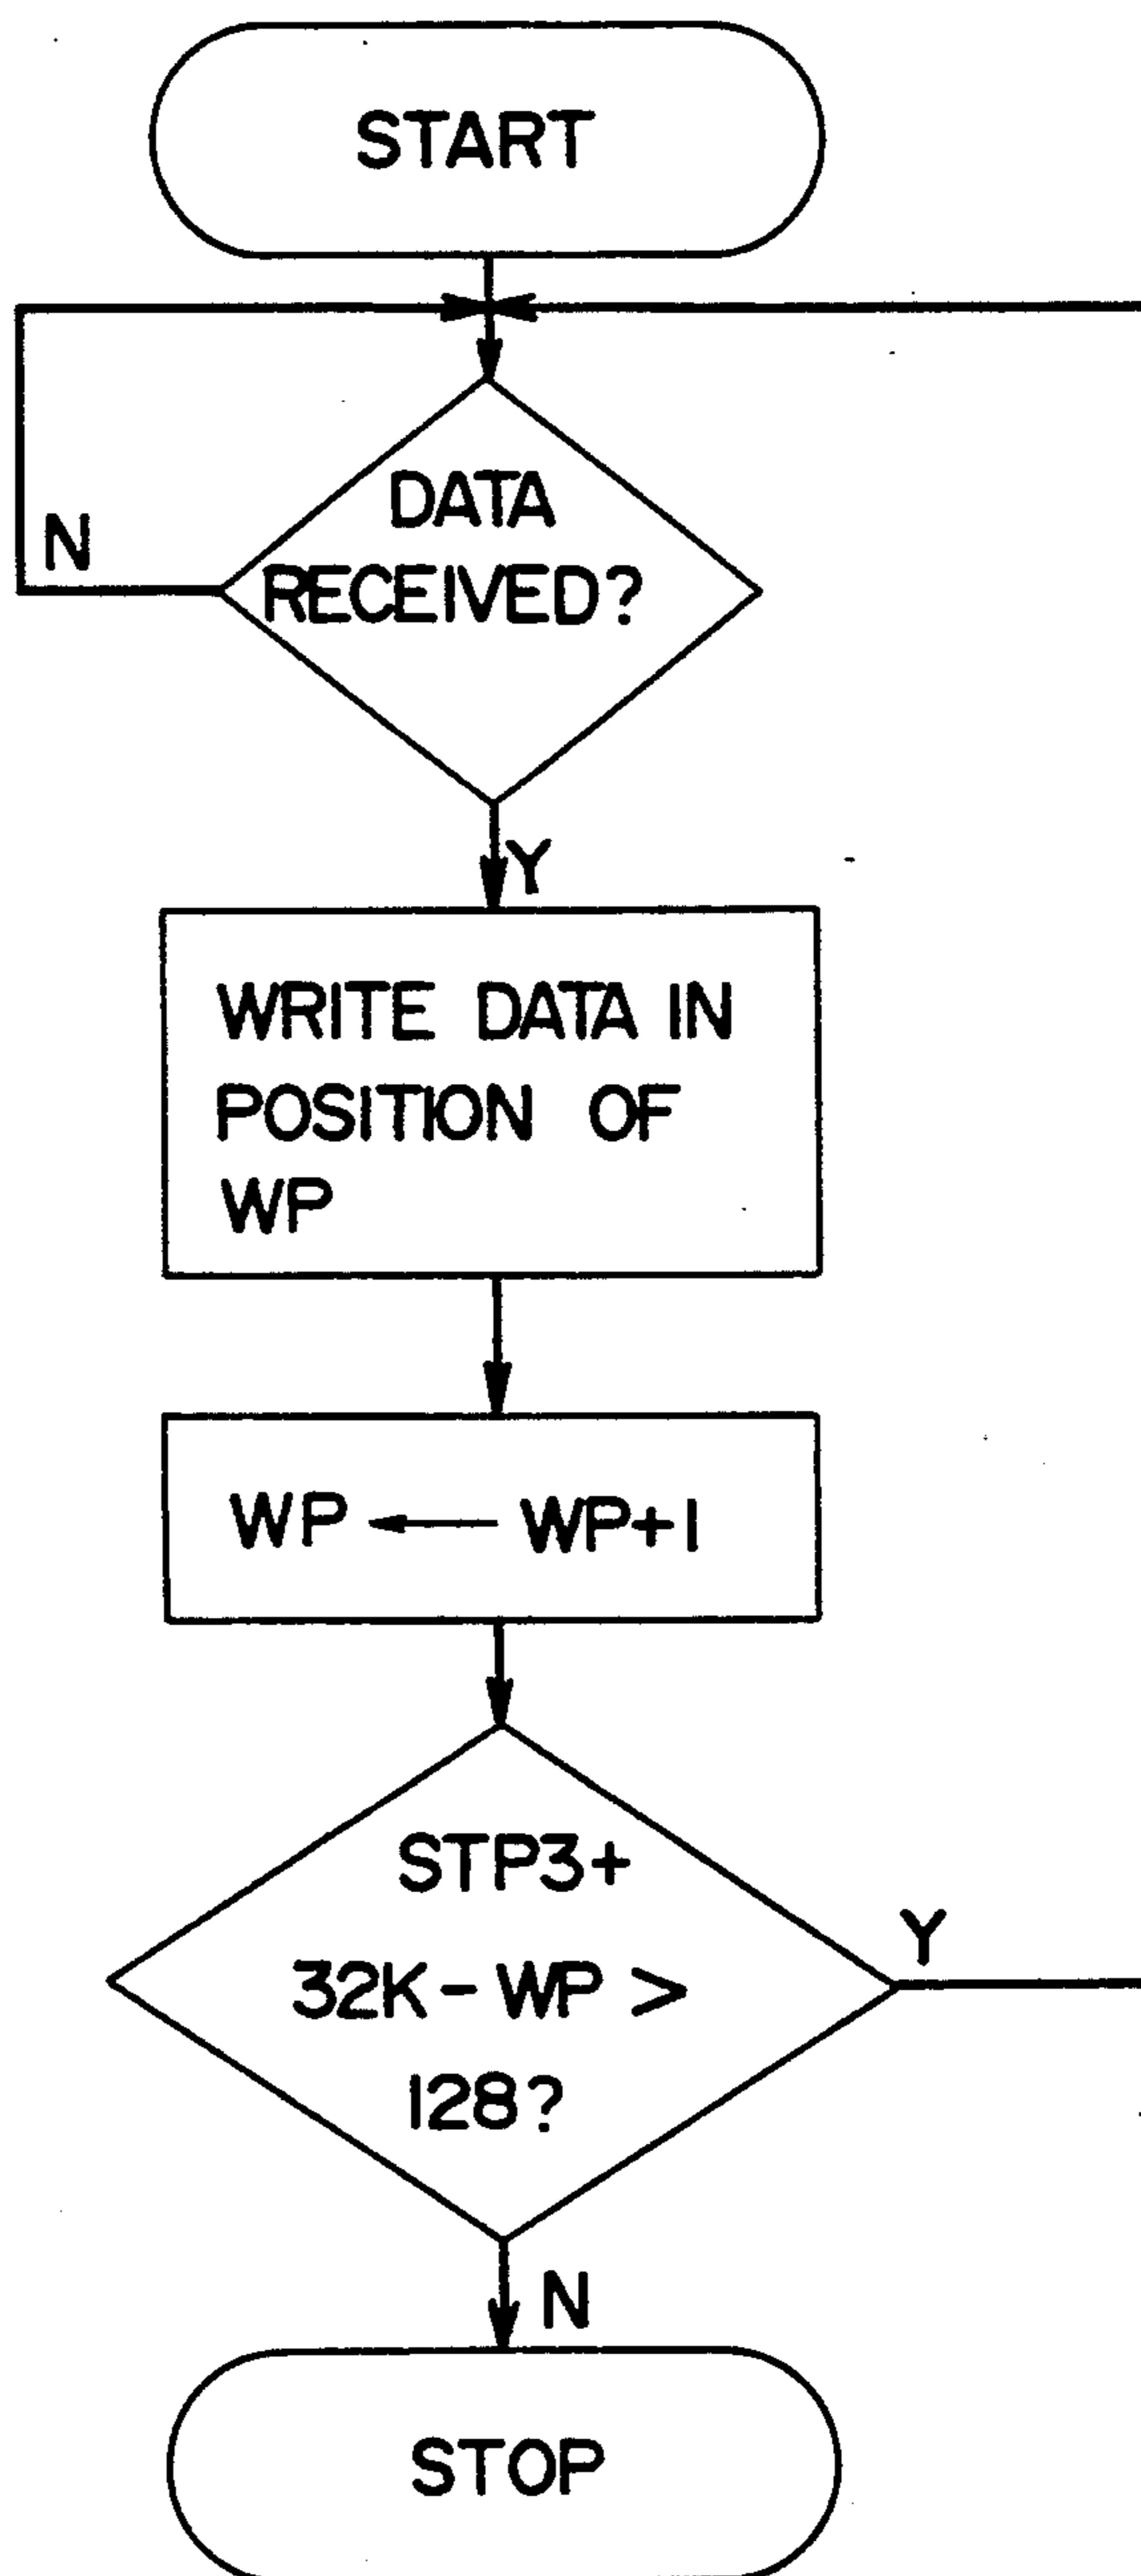 START
DATA
RECEIVED?
N
Y
WRITE DATA IN
POSITION OF
WP
WP ← WP+1
STP3+
32K - WP >
128?
Y
N
STOP